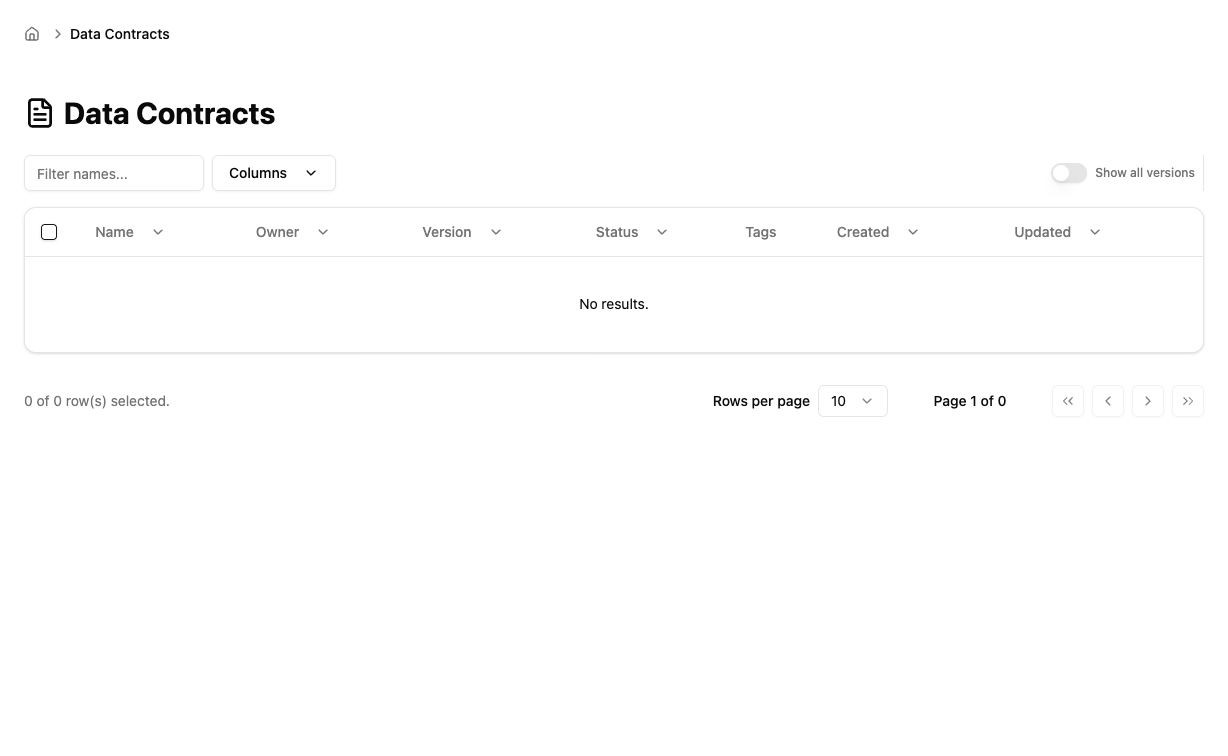 Data Contracts
Data Contracts
Filter names...
Columns
Show all versions
Name Owner Version Status Tags Created Updated
No results.
0 of 0 row(s) selected.
Rows per page 10 Page 1 of 0